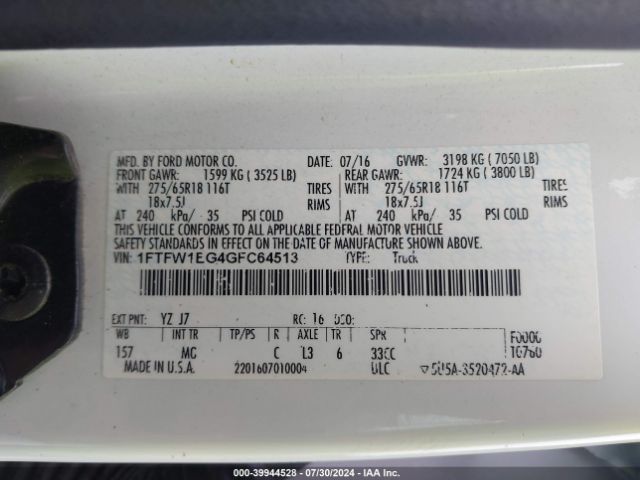 MFD. BY FORD MOTOR CO. DATE: 07/16 GVWR: 3198 KG ( 7050 LB)
FRONT GAWR: 1599 KG ( 3525 LB) REAR GAWR: 1724 KG ( 3800 LB)
WITH 275/65R18 116T TIRES WITH 275/65R18 116T TIRES
18x7.5J RIMS 18x7.5J RIMS
AT 240 kPa/ 35 PSI COLD AT 240 kPa/ 35 PSI COLD
THIS VEHICLE CONFORMS TO ALL APPLICABLE FEDERAL MOTOR VEHICLE
SAFETY STANDARDS IN EFFECT ON THE DATE OF MANUFACTURE SHOWN ABOVE.
VIN: 1FTFW1EG4GFC64513 TYPE: Truck
EXT PNT: YZ J7 RC: 16 DSO:
WB INT TR TP/PS R AXLE TR SPR
157 MG C L3 6 33CC
MADE IN U.S.A. 2201607010004
000-39944528 | 07/30/2024 | IAA Inc.